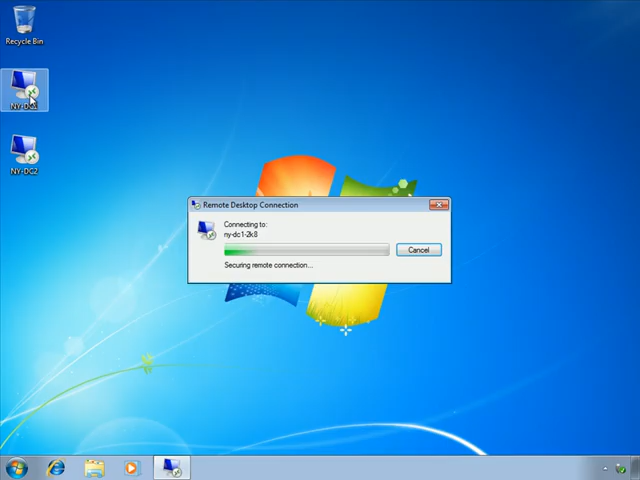 Recycle Bin
NY-DC1
NY-DC2
Remote Desktop Connection
Connecting to:
ny-dc1-2k8
Cancel
Securing remote connection...